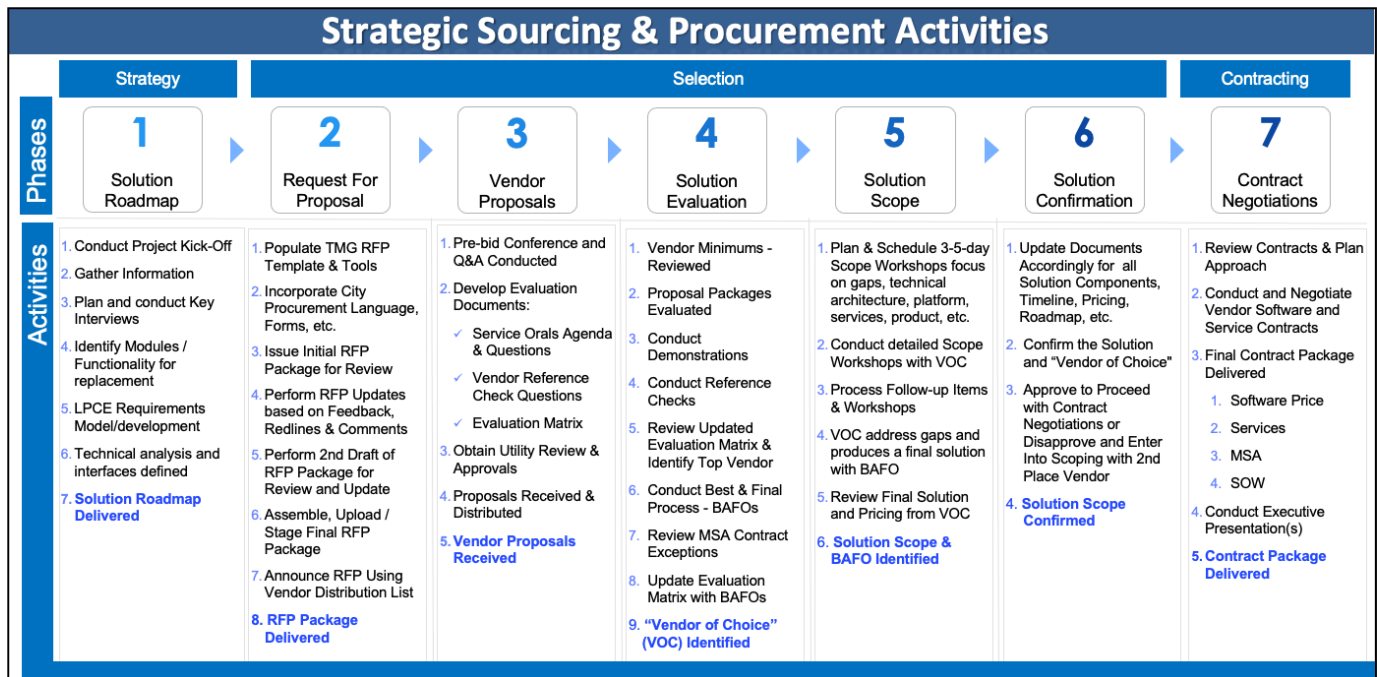 Strategic Sourcing & Procurement Activities
Strategy
Selection
Contracting
Phases
1
Solution
Roadmap
2
Request For
Proposal
3
Vendor
Proposals
4
Solution
Evaluation
5
Solution
Scope
6
Solution
Confirmation
7
Contract
Negotiations
Activities
1. Conduct Project Kick-Off
2. Gather Information
3. Plan and conduct Key
Interviews
4. Identify Modules /
Functionality for
replacement
5. LPCE Requirements
Model/development
6. Technical analysis and
interfaces defined
7. Solution Roadmap
Delivered
1. Populate TMG RFP
Template & Tools
2. Incorporate City
Procurement Language,
Forms, etc.
3. Issue Initial RFP
Package for Review
4. Perform RFP Updates
based on Feedback,
Redlines & Comments
5. Perform 2nd Draft of
RFP Package for
Review and Update
6. Assemble, Upload /
Stage Final RFP
Package
7. Announce RFP Using
Vendor Distribution List
8. RFP Package
Delivered
1. Pre-bid Conference and
Q&A Conducted
2. Develop Evaluation
Documents:
✓ Service Orals Agenda
& Questions
✓ Vendor Reference
Check Questions
✓ Evaluation Matrix
3. Obtain Utility Review &
Approvals
4. Proposals Received &
Distributed
5. Vendor Proposals
Received
1. Vendor Minimums -
Reviewed
2. Proposal Packages
Evaluated
3. Conduct
Demonstrations
4. Conduct Reference
Checks
5. Review Updated
Evaluation Matrix &
Identify Top Vendor
6. Conduct Best & Final
Process - BAFOs
7. Review MSA Contract
Exceptions
8. Update Evaluation
Matrix with BAFOs
9. “Vendor of Choice”
(VOC) Identified
1. Plan & Schedule 3-5-day
Scope Workshops focus
on gaps, technical
architecture, platform,
services, product, etc.
2. Conduct detailed Scope
Workshops with VOC
3. Process Follow-up Items
& Workshops
4. VOC address gaps and
produces a final solution
with BAFO
5. Review Final Solution
and Pricing from VOC
6. Solution Scope &
BAFO Identified
1. Update Documents
Accordingly for all
Solution Components,
Timeline, Pricing,
Roadmap, etc.
2. Confirm the Solution
and “Vendor of Choice"
3. Approve to Proceed
with Contract
Negotiations or
Disapprove and Enter
Into Scoping with 2nd
Place Vendor
4. Solution Scope
Confirmed
1. Review Contracts & Plan
Approach
2. Conduct and Negotiate
Vendor Software and
Service Contracts
3. Final Contract Package
Delivered
1. Software Price
2. Services
3. MSA
4. SOW
4. Conduct Executive
Presentation(s)
5. Contract Package
Delivered